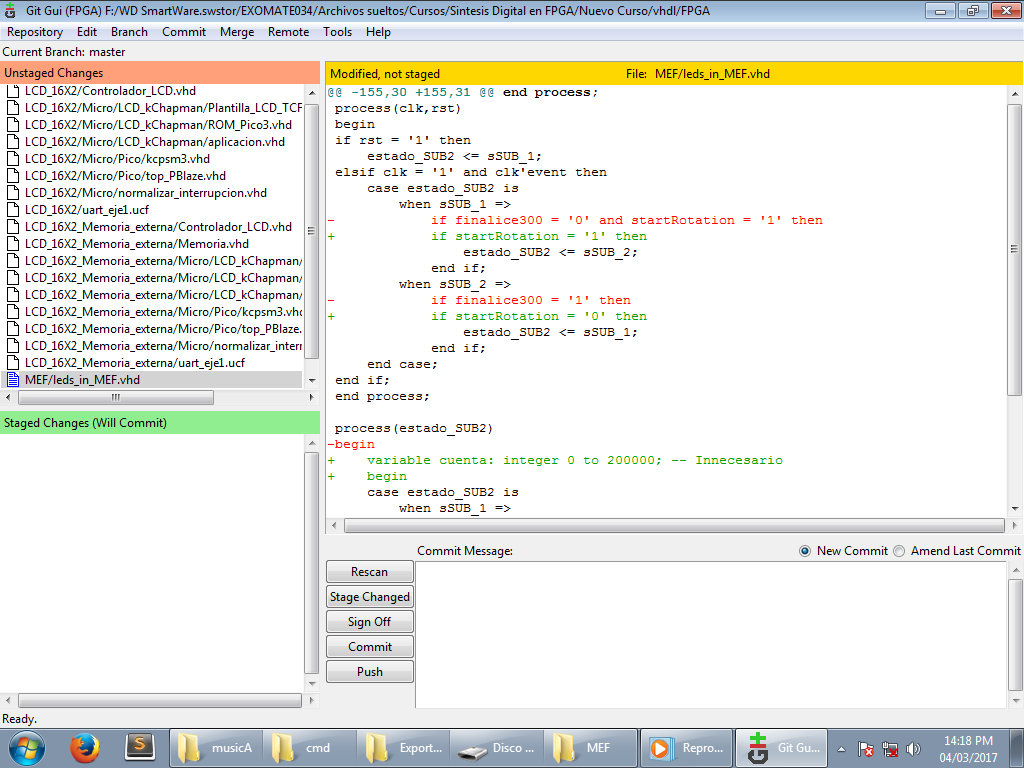 Git Gui (FPGA) F:/WD SmartWare.swstor/EXOMATE034/Archivos sueltos/Cursos/Sintesis Digital en FPGA/Nuevo Curso/vhdl/FPGA
Repository Edit Branch Commit Merge Remote Tools Help
Current Branch: master
Unstaged Changes
LCD_16X2/Controlador_LCD.vhd
LCD_16X2/Micro/LCD_kChapman/Plantilla_LCD_TCF
LCD_16X2/Micro/LCD_kChapman/ROM_Pico3.vhd
LCD_16X2/Micro/LCD_kChapman/aplicacion.vhd
LCD_16X2/Micro/Pico/kcpsm3.vhd
LCD_16X2/Micro/Pico/top_PBlaze.vhd
LCD_16X2/Micro/normalizar_interrupcion.vhd
LCD_16X2/uart_eje1.ucf
LCD_16X2_Memoria_externa/Controlador_LCD.vhd
LCD_16X2_Memoria_externa/Memoria.vhd
LCD_16X2_Memoria_externa/Micro/LCD_kChapman/
LCD_16X2_Memoria_externa/Micro/LCD_kChapman/
LCD_16X2_Memoria_externa/Micro/LCD_kChapman/
LCD_16X2_Memoria_externa/Micro/Pico/kcpsm3.vhd
LCD_16X2_Memoria_externa/Micro/Pico/top_PBlaze.
LCD_16X2_Memoria_externa/Micro/normalizar_interr
LCD_16X2_Memoria_externa/uart_eje1.ucf
MEF/leds_in_MEF.vhd
Staged Changes (Will Commit)
Modified, not staged File: MEF/leds_in_MEF.vhd
@@ -155,30 +155,31 @@ end process;
process(clk,rst)
begin
if rst = '1' then
estado_SUB2 <= sSUB_1;
elsif clk = '1' and clk'event then
case estado_SUB2 is
when sSUB_1 =>
- if finalice300 = '0' and startRotation = '1' then
+ if startRotation = '1' then
estado_SUB2 <= sSUB_2;
end if;
when sSUB_2 =>
- if finalice300 = '1' then
+ if startRotation = '0' then
estado_SUB2 <= sSUB_1;
end if;
end case;
end if;
end process;
process(estado_SUB2)
-begin
+ variable cuenta: integer 0 to 200000; -- Innecesario
+ begin
case estado_SUB2 is
when sSUB_1 =>
Commit Message: New Commit Amend Last Commit
Rescan
Stage Changed
Sign Off
Commit
Push
Ready.
musicA cmd Export... Disco ... MEF Repro... Git Gu...
14:18 PM
04/03/2017